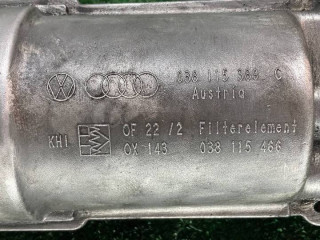 038 115 389 C
Austria
KHI OF 22 /2 Filterelement
OX 143 038 115 466